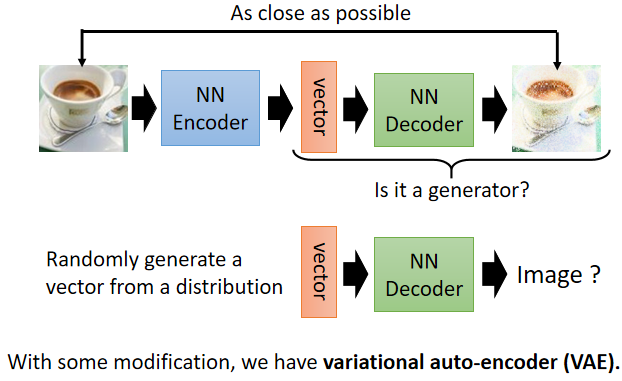 As close as possible
NN
Encoder
vector
NN
Decoder
Is it a generator?
Randomly generate a
vector from a distribution
vector
NN
Decoder
Image ?
With some modification, we have variational auto-encoder (VAE).